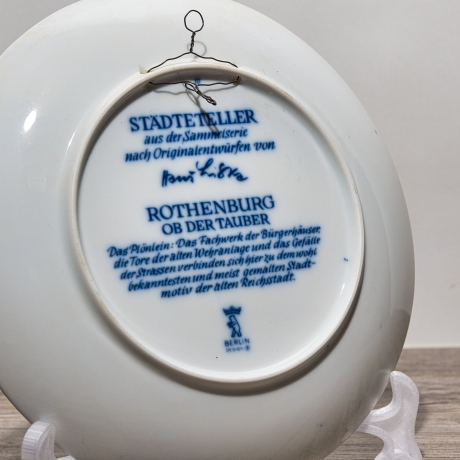 STÄDTETELLER
aus der Sammelserie
nach Originalentwürfen von
ROTHENBURG
OB DER TAUBER
Das Plönlein: Das Fachwerk der Bürgerhäuser,
die Tore der alten Wehranlage und das Gefälle
der Strassen verbinden sich hier zu dem wohl
bekanntesten und meist gemalten Stadt-
motiv der alten Reichsstadt.
BERLIN
DESIGN